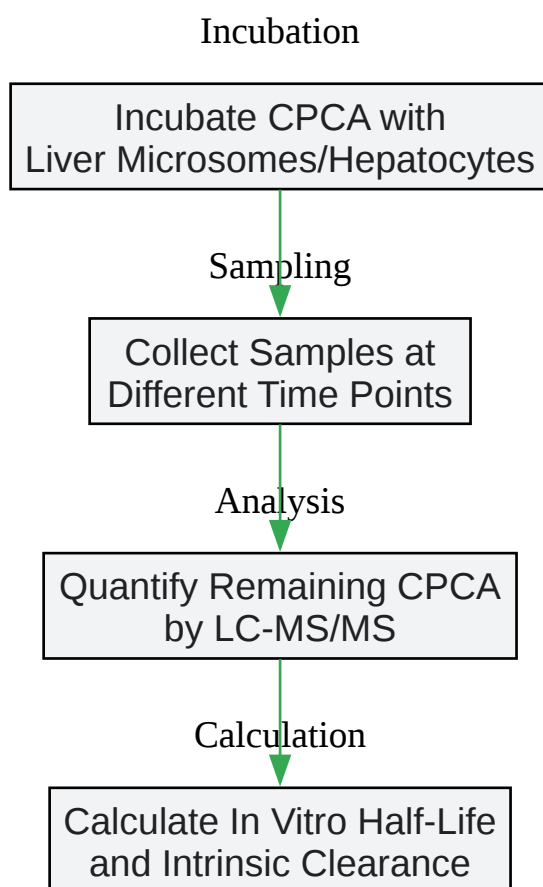 Incubation
Incubate CPCA with
Liver Microsomes/Hepatocytes
Sampling
Collect Samples at
Different Time Points
Analysis
Quantify Remaining CPCA
by LC-MS/MS
Calculation
Calculate In Vitro Half-Life
and Intrinsic Clearance